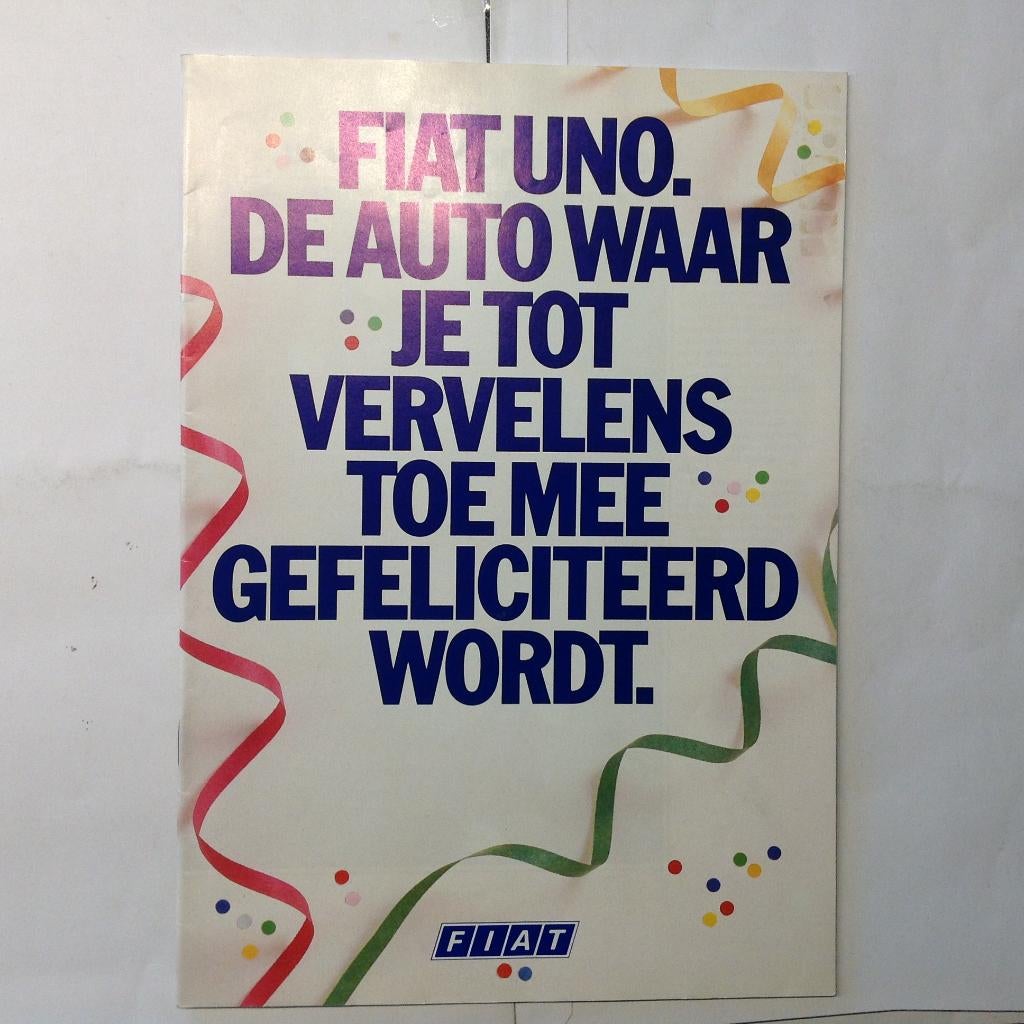 FIAT UNO.
DE AUTO WAAR
JE TOT
VERVELENS
TOE MEE
GEFELICITEERD
WORDT.
FIAT